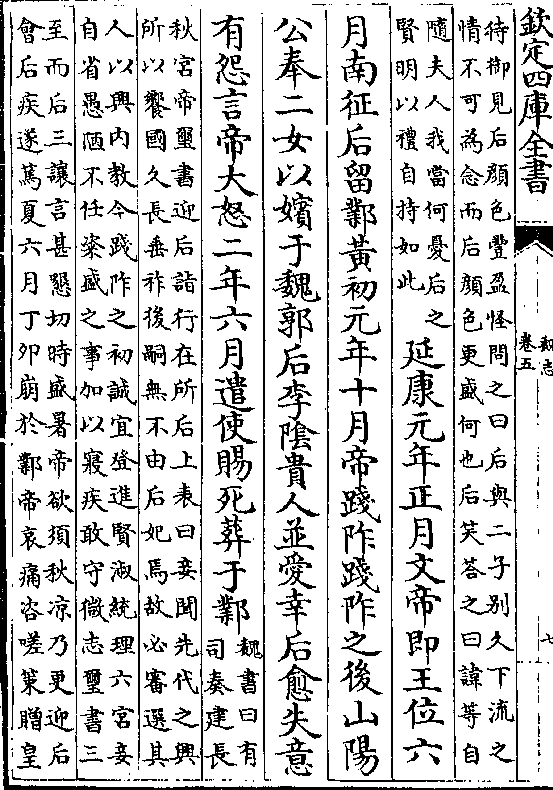 欽定四庫全書
魏志
卷五
七
待御見后顔色豐盈怪問之曰后與二子别久下流之
情不可為念而后顔色更盛何也后笑答之曰諱等自
隨夫人我當何憂后之
賢明以禮自持如此
延康元年正月文帝即王位六
月南征后留鄴黃初元年十月帝踐阼踐阼之後山陽
公奉二女以嬪于魏郭后李陰貴人並愛幸后愈失意
有怨言帝大怒二年六月遣使賜死葬于鄴
魏書曰有
司奏建長
秋宮帝璽書迎后詣行在所后上表曰妾聞先代之興
所以饗國久長垂祚後嗣無不由后妃焉故必審選其
人以興内教今踐阼之初誠宜登進賢淑統理六宮妾
自省愚陋不任粢盛之事加以寢疾敢守微志璽書三
至而后三讓言甚懇切時盛暑帝欲須秋凉乃更迎后
會后疾遂篤夏六月丁夘崩於鄴帝哀痛咨嗟䇿贈皇